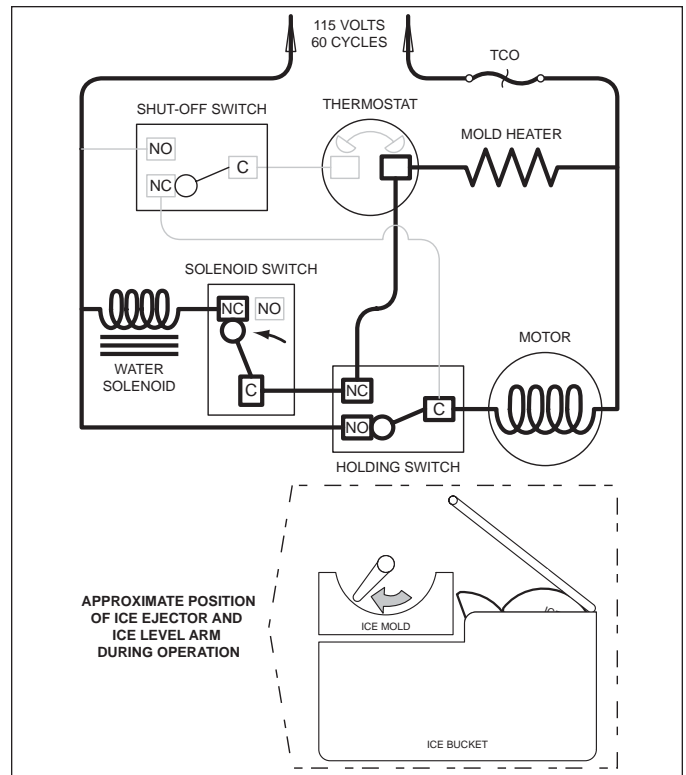 115 VOLTS
60 CYCLES
TCO
SHUT-OFF SWITCH
THERMOSTAT
MOLD HEATER
NO
C
NC
SOLENOID SWITCH
NC
NO
MOTOR
WATER
SOLENOID
C
NC
C
NO
HOLDING SWITCH
APPROXIMATE POSITION
OF ICE EJECTOR AND
ICE LEVEL ARM
DURING OPERATION
ICE MOLD
ICE BUCKET